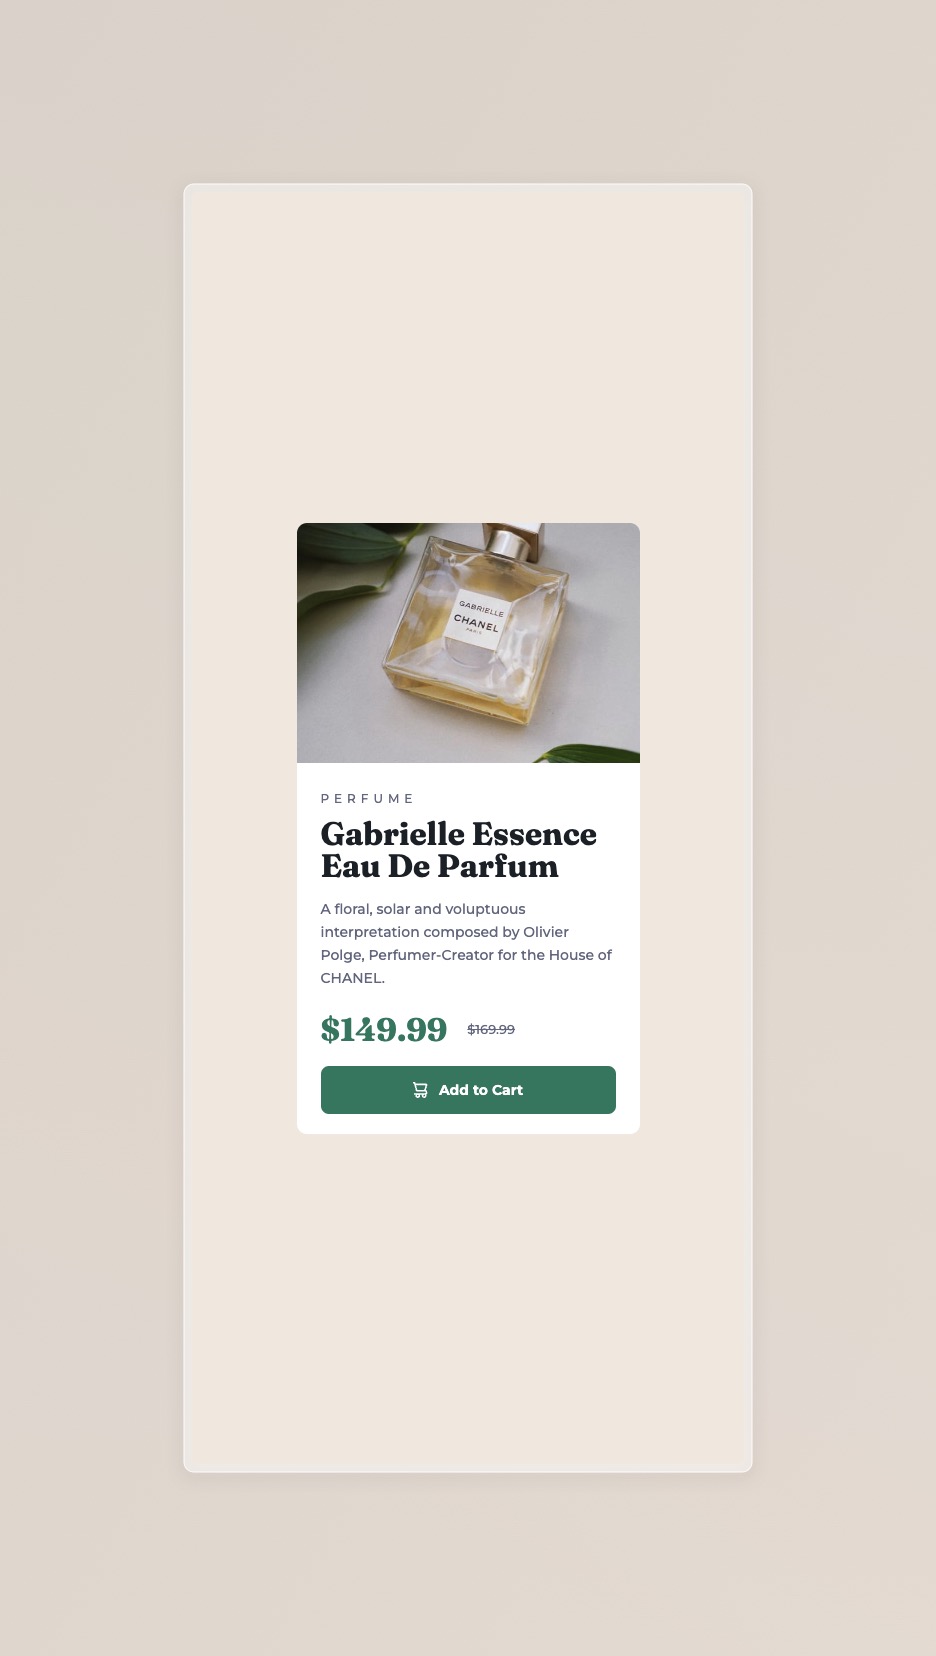 GABRIELLE
CHANEL
PARIS
PERFUME
Gabrielle Essence
Eau De Parfum
A floral, solar and voluptuous
interpretation composed by Olivier
Polge, Perfumer-Creator for the House of
CHANEL.
$149.99 $169.99
Add to Cart